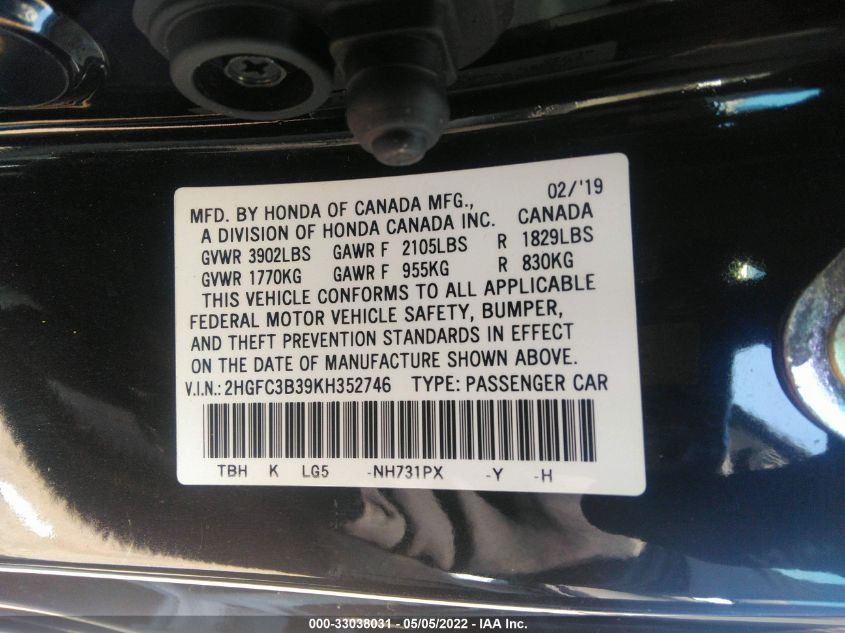 02/'19
MFD. BY HONDA OF CANADA MFG.,
A DIVISION OF HONDA CANADA INC. CANADA
GVWR 3902LBS GAWR F 2105LBS R 1829LBS
GVWR 1770KG GAWR F 955KG R 830KG
THIS VEHICLE CONFORMS TO ALL APPLICABLE
FEDERAL MOTOR VEHICLE SAFETY, BUMPER,
AND THEFT PREVENTION STANDARDS IN EFFECT
ON THE DATE OF MANUFACTURE SHOWN ABOVE.
V.I.N.: 2HGFC3B39KH352746 TYPE: PASSENGER CAR
TBH K LG5 -NH731PX -Y -H
000-33038031 - 05/05/2022 - IAA Inc.